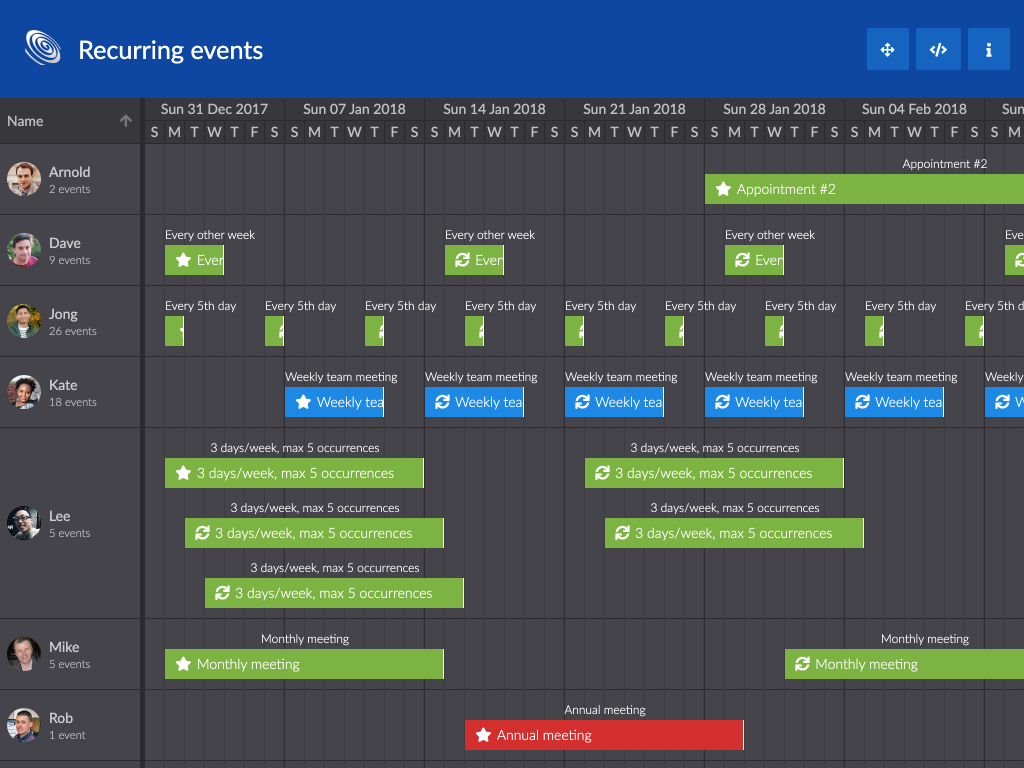 Recurring events
Name
Sun 31 Dec 2017 Sun 07 Jan 2018 Sun 14 Jan 2018 Sun 21 Jan 2018 Sun 28 Jan 2018 Sun 04 Feb 2018 Sun
S M T W T F S S M T W T F S S M T W T F S S M T W T F S S M T W T F S S M T W T F S S M
Arnold
2 events
Appointment #2
Appointment #2
Dave
9 events
Every other week Every other week Every other week Eve
Ever Ever Ever
Jong
26 events
Every 5th day Every 5th day Every 5th day Every 5th day Every 5th day Every 5th day Every 5th day Every 5th day Every 5th d
Kate
18 events
Weekly team meeting Weekly team meeting Weekly team meeting Weekly team meeting Weekly team meeting Weekly
Weekly tea Weekly tea Weekly tea Weekly tea Weekly tea W
Lee
5 events
3 days/week, max 5 occurrences 3 days/week, max 5 occurrences
3 days/week, max 5 occurrences 3 days/week, max 5 occurrences
3 days/week, max 5 occurrences 3 days/week, max 5 occurrences
3 days/week, max 5 occurrences 3 days/week, max 5 occurrences
3 days/week, max 5 occurrences
3 days/week, max 5 occurrences
Mike
5 events
Monthly meeting Monthly meeting
Monthly meeting Monthly meeting
Rob
1 event
Annual meeting
Annual meeting